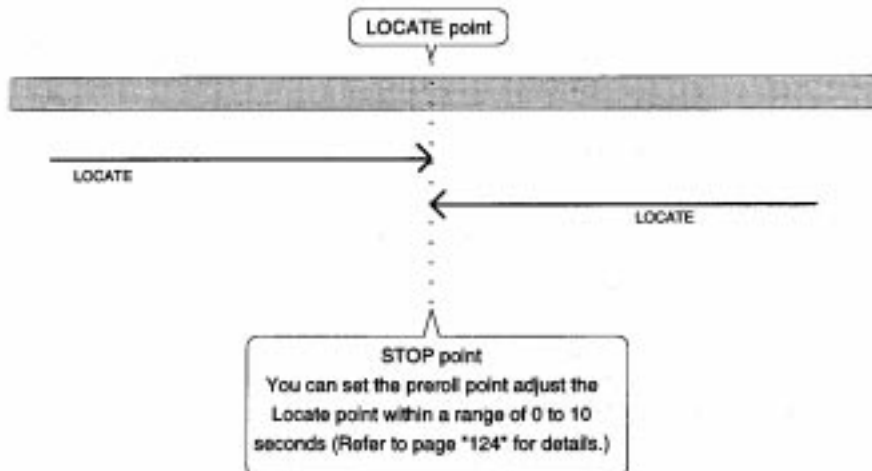 LOCATE point
LOCATE
LOCATE
STOP point
You can set the preroll point adjust the
Locate point within a range of 0 to 10
seconds (Refer to page "124" for details.)